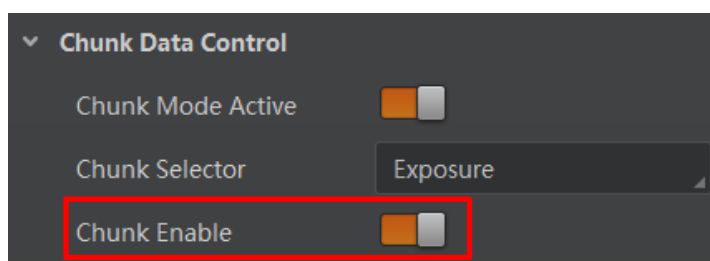 Chunk Data Control
Chunk Mode Active
Chunk Selector Exposure
Chunk Enable